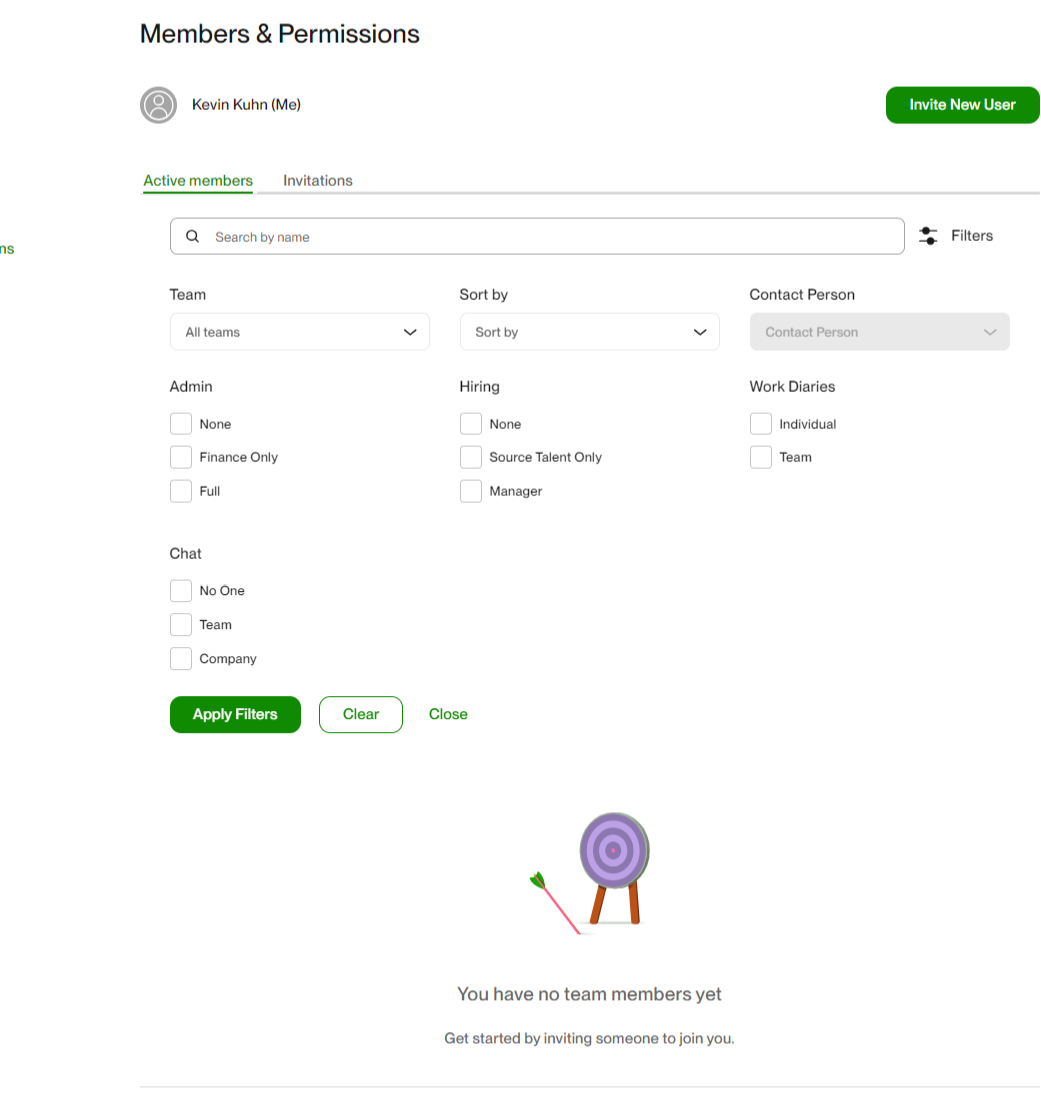 Members & Permissions
Kevin Kuhn (Me)
Invite New User
Active members
Invitations
ns
Search by name
Filters
Team
Sort by
Contact Person
All teams
Sort by
Contact Person
Admin
Hiring
Work Diaries
None
None
Individual
Finance Only
Source Talent Only
Team
Full
Manager
Chat
No One
Team
Company
Apply Filters
Clear
Close
You have no team members yet
Get started by inviting someone to join you.